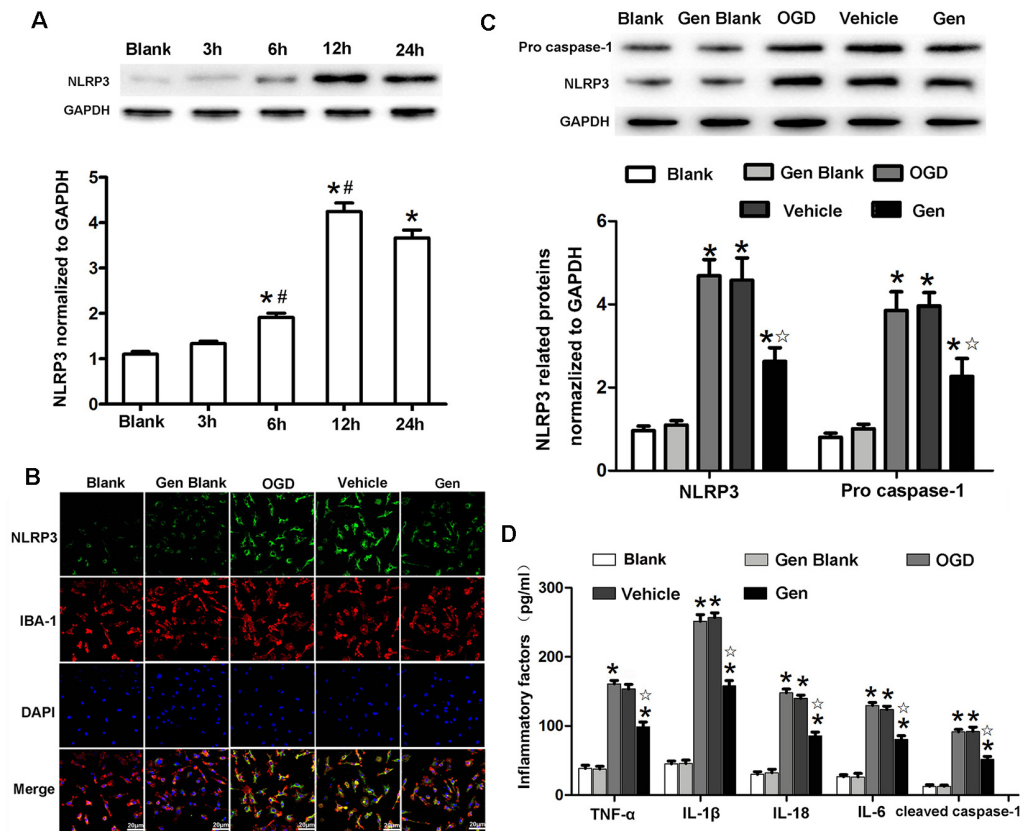 A
Blank 3h 6h 12h 24h
NLRP3
GAPDH
NLRP3 normalized to GAPDH
5
4
3
2
1
0
*# *# *
Blank 3h 6h 12h 24h
B
Blank Gen Blank OGD Vehicle Gen
NLRP3
IBA-1
DAPI
Merge
20μm 20μm 20μm 20μm 20μm
C
Blank Gen Blank OGD Vehicle Gen
Pro caspase-1
NLRP3
GAPDH
Blank Gen Blank OGD
Vehicle Gen
NLRP3 related proteins
normazlized to GAPDH
6
4
2
0
* * *☆ * * *☆
NLRP3 Pro caspase-1
D
Blank Gen Blank OGD
Vehicle Gen
Inflammatory factors（pg/ml）
300
200
100
0
* ☆ * * * ☆ * * * ☆ * * * ☆ * * * ☆ *
TNF-α IL-1β IL-18 IL-6 cleaved caspase-1